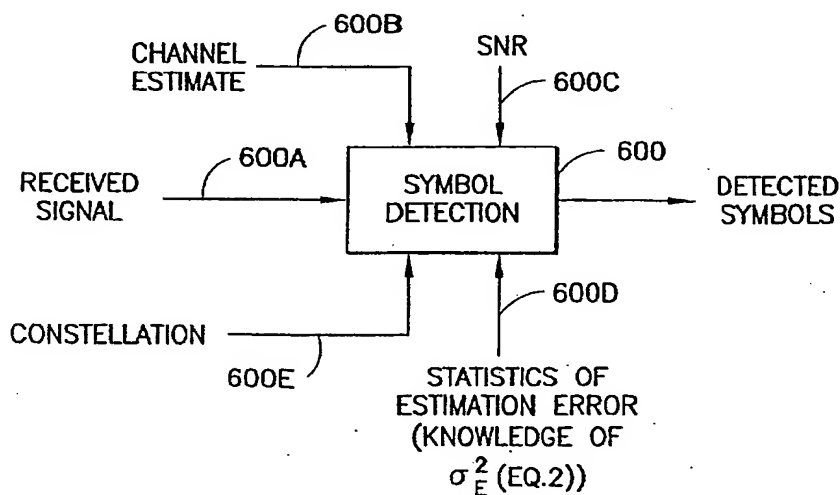 600B
CHANNEL
ESTIMATE
SNR
600C
600A
RECEIVED
SIGNAL
SYMBOL
DETECTION
600
DETECTED
SYMBOLS
600D
CONSTELLATION
600E
STATISTICS OF
ESTIMATION ERROR
(KNOWLEDGE OF
σ²_E (EQ.2))